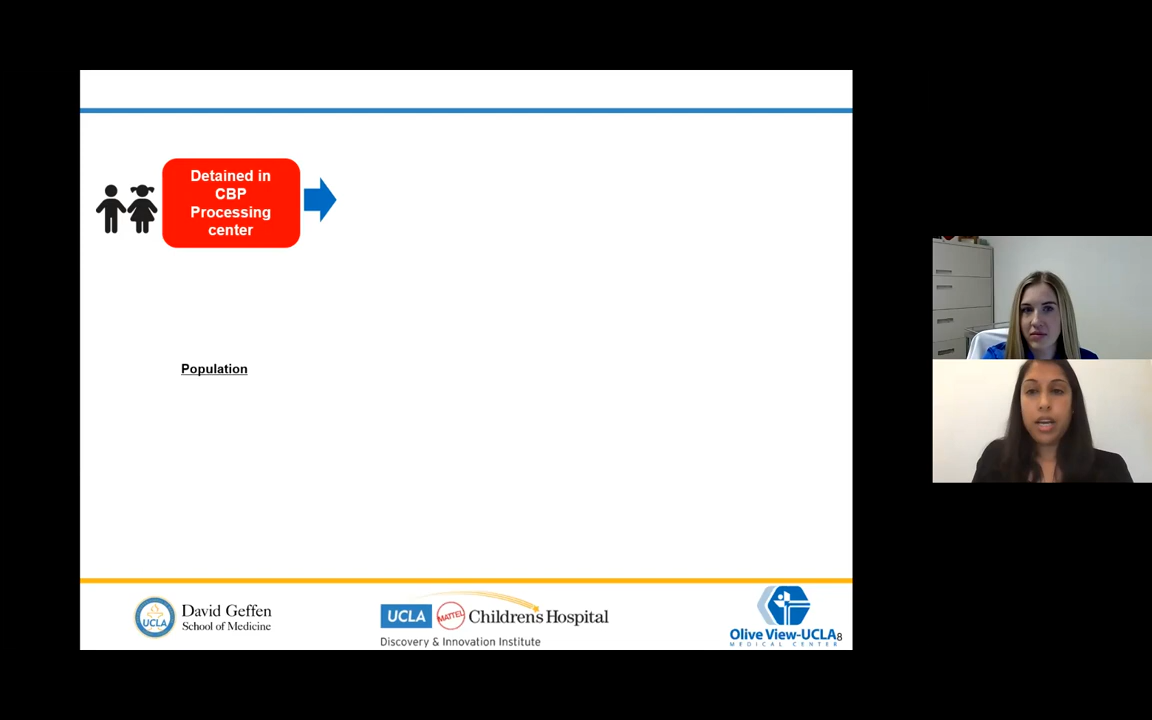 Detained in
CBP
Processing
center
Population
UCLA
David Geffen
School of Medicine
UCLA MATTEL Children's Hospital
Discovery & Innovation Institute
Olive View-UCLA
MEDICAL CENTER
8